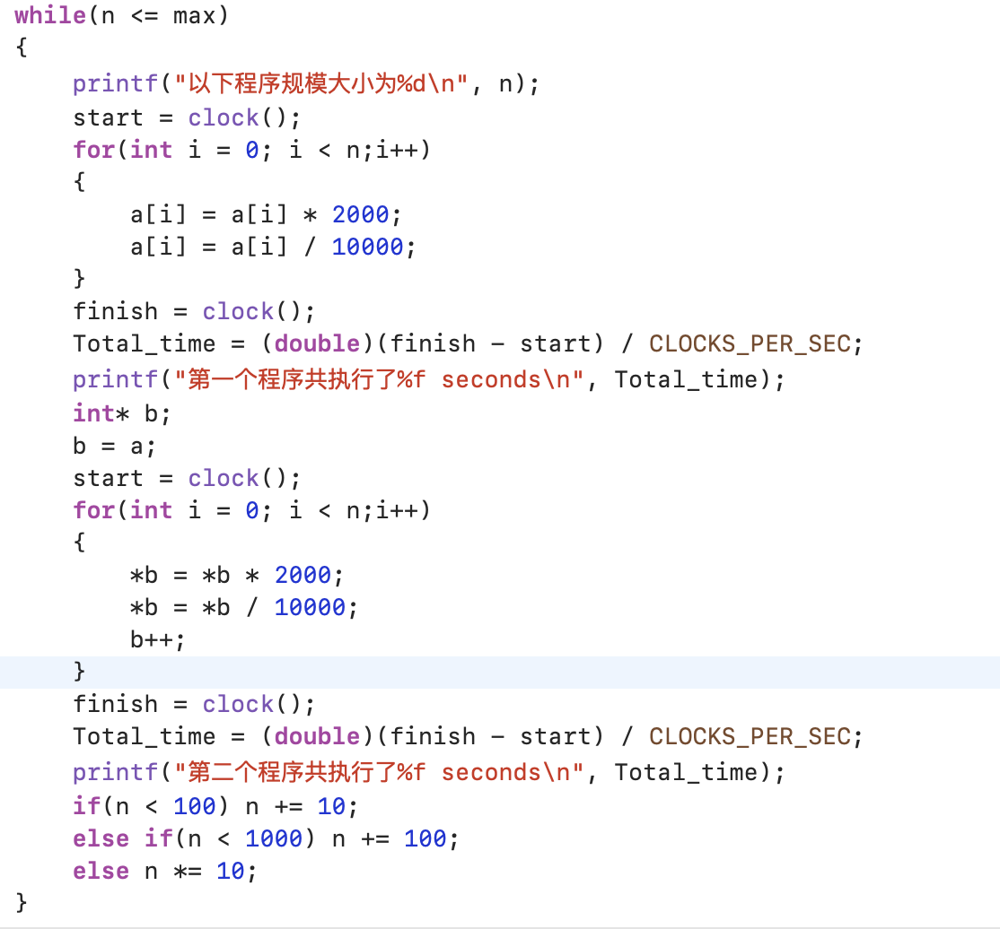 while(n <= max)
{
    printf("以下程序规模大小为%d\n", n);
    start = clock();
    for(int i = 0; i < n;i++)
    {
        a[i] = a[i] * 2000;
        a[i] = a[i] / 10000;
    }
    finish = clock();
    Total_time = (double)(finish - start) / CLOCKS_PER_SEC;
    printf("第一个程序共执行了%f seconds\n", Total_time);
    int* b;
    b = a;
    start = clock();
    for(int i = 0; i < n;i++)
    {
        *b = *b * 2000;
        *b = *b / 10000;
        b++;
    }
    finish = clock();
    Total_time = (double)(finish - start) / CLOCKS_PER_SEC;
    printf("第二个程序共执行了%f seconds\n", Total_time);
    if(n < 100) n += 10;
    else if(n < 1000) n += 100;
    else n *= 10;
}